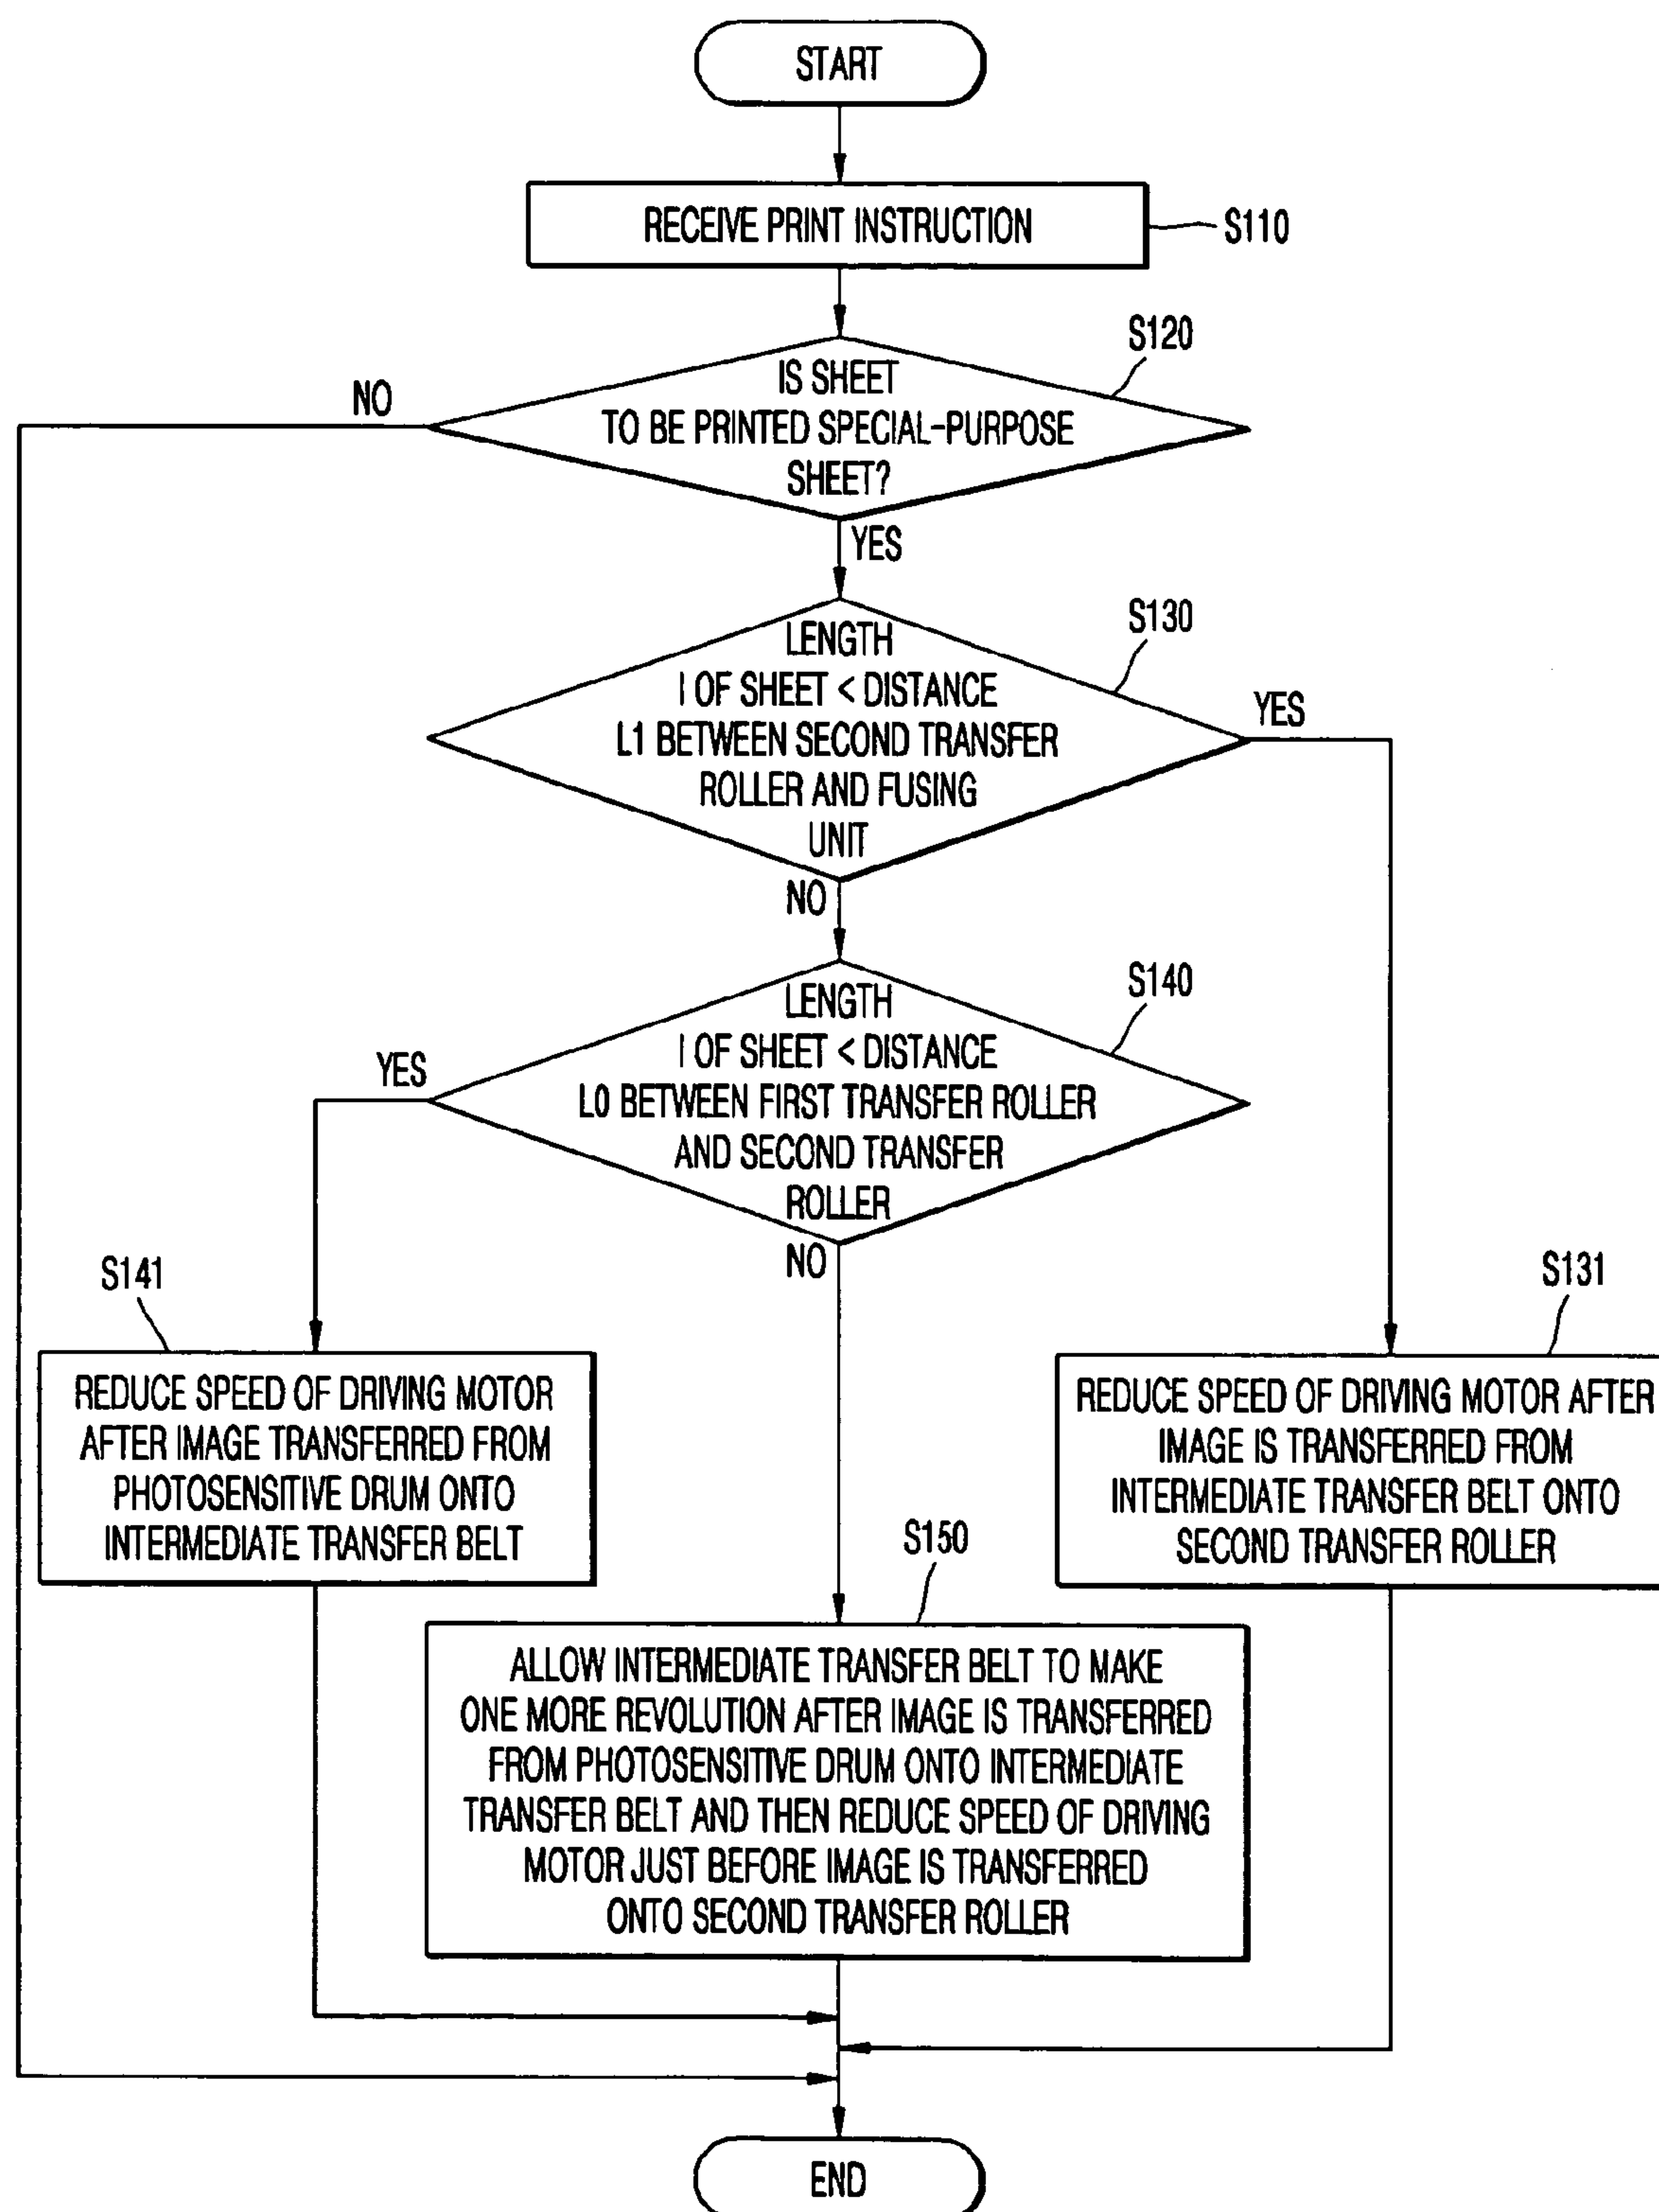 START
RECEIVE PRINT INSTRUCTION
S110
S120
IS SHEET
TO BE PRINTED SPECIAL-PURPOSE
SHEET?
NO
YES
S130
LENGTH
l OF SHEET < DISTANCE
L1 BETWEEN SECOND TRANSFER
ROLLER AND FUSING
UNIT
YES
NO
S140
LENGTH
l OF SHEET < DISTANCE
L0 BETWEEN FIRST TRANSFER ROLLER
AND SECOND TRANSFER
ROLLER
YES
NO
S141
REDUCE SPEED OF DRIVING MOTOR
AFTER IMAGE TRANSFERRED FROM
PHOTOSENSITIVE DRUM ONTO
INTERMEDIATE TRANSFER BELT
S131
REDUCE SPEED OF DRIVING MOTOR AFTER
IMAGE IS TRANSFERRED FROM
INTERMEDIATE TRANSFER BELT ONTO
SECOND TRANSFER ROLLER
S150
ALLOW INTERMEDIATE TRANSFER BELT TO MAKE
ONE MORE REVOLUTION AFTER IMAGE IS TRANSFERRED
FROM PHOTOSENSITIVE DRUM ONTO INTERMEDIATE
TRANSFER BELT AND THEN REDUCE SPEED OF DRIVING
MOTOR JUST BEFORE IMAGE IS TRANSFERRED
ONTO SECOND TRANSFER ROLLER
END